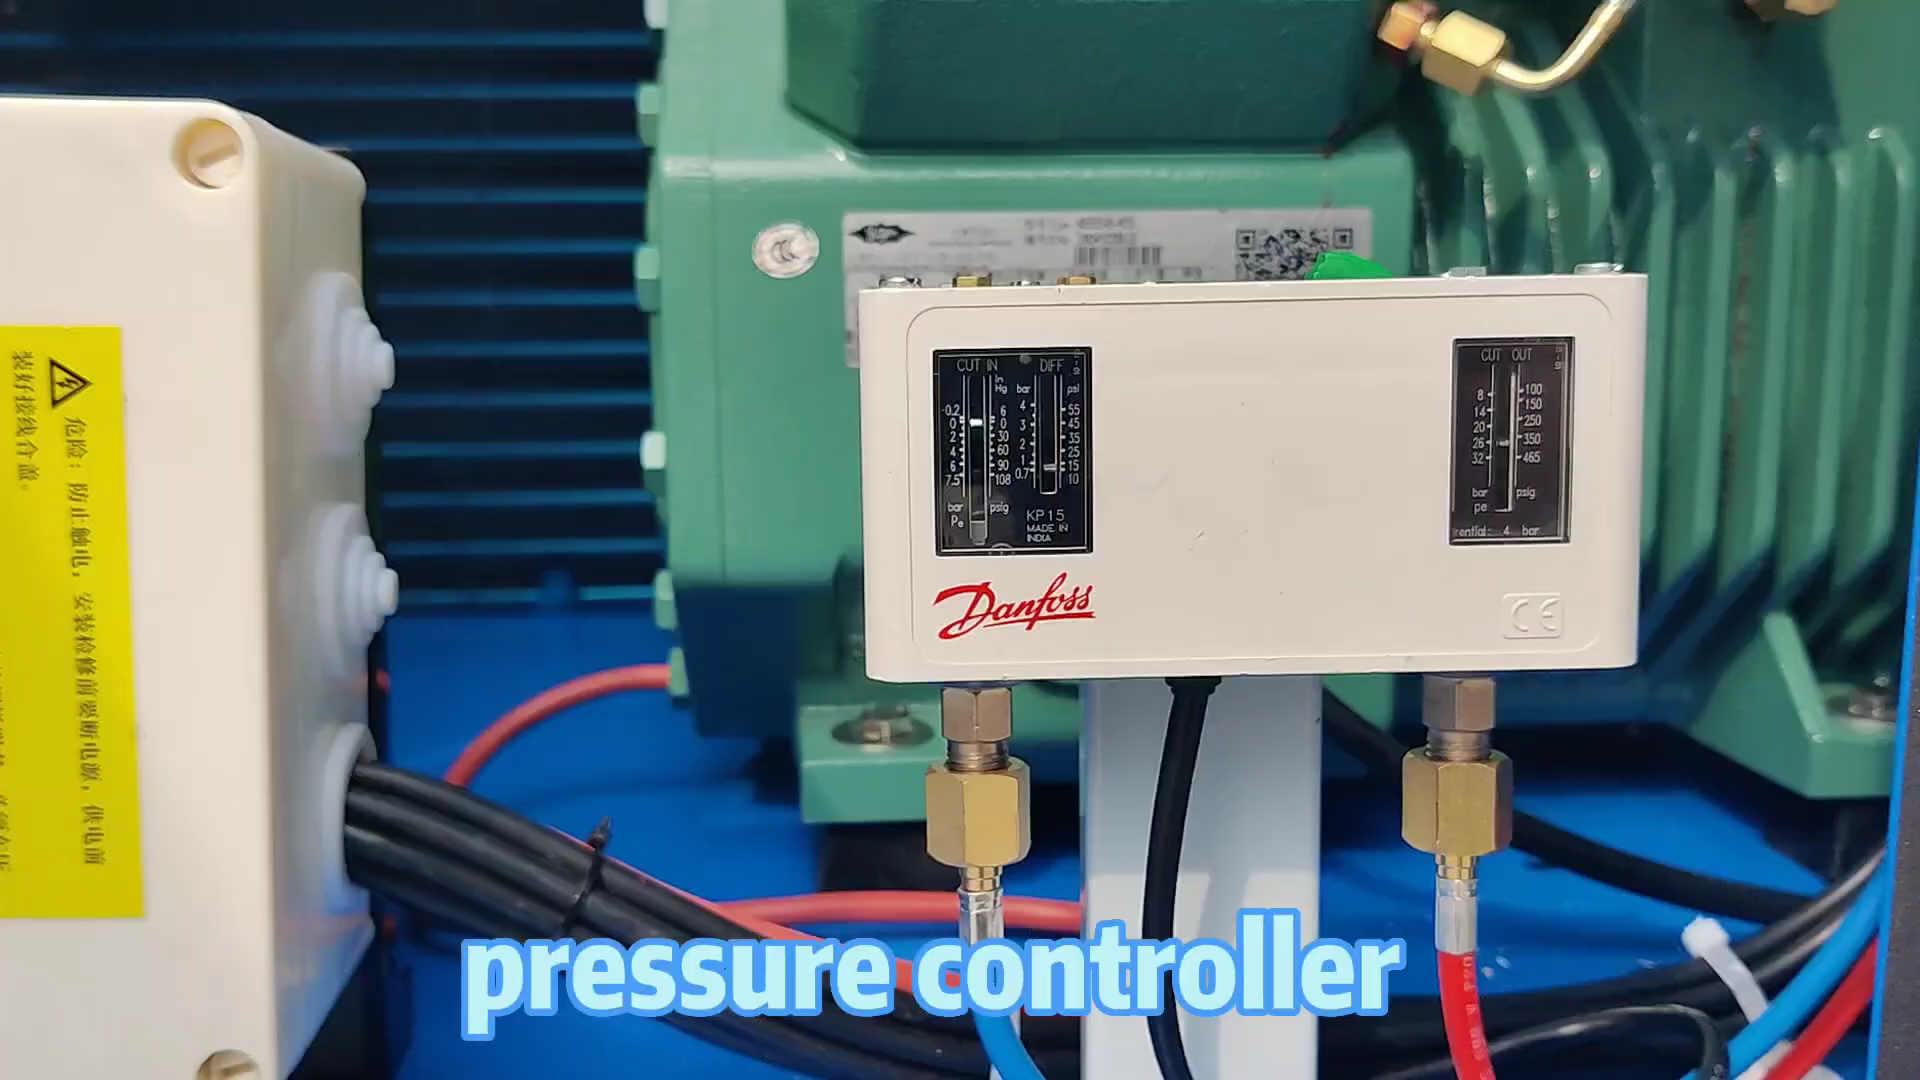 危险：防止触电，安装检修前要断电源，供电前
装好接线仓盖。
CUT IN
DIFF
in
Hg
bar
psi
-0.2
6
4
55
0
0
45
2
30
3
35
4
60
2
25
6
90
1
15
7.5
108
0.7
10
bar
psig
Pe
KP15
MADE IN
INDIA
Danfoss
CUT OUT
8
100
14
150
20
250
26
350
32
465
bar
psig
pe
rential: 4 bar
CE
pressure controller